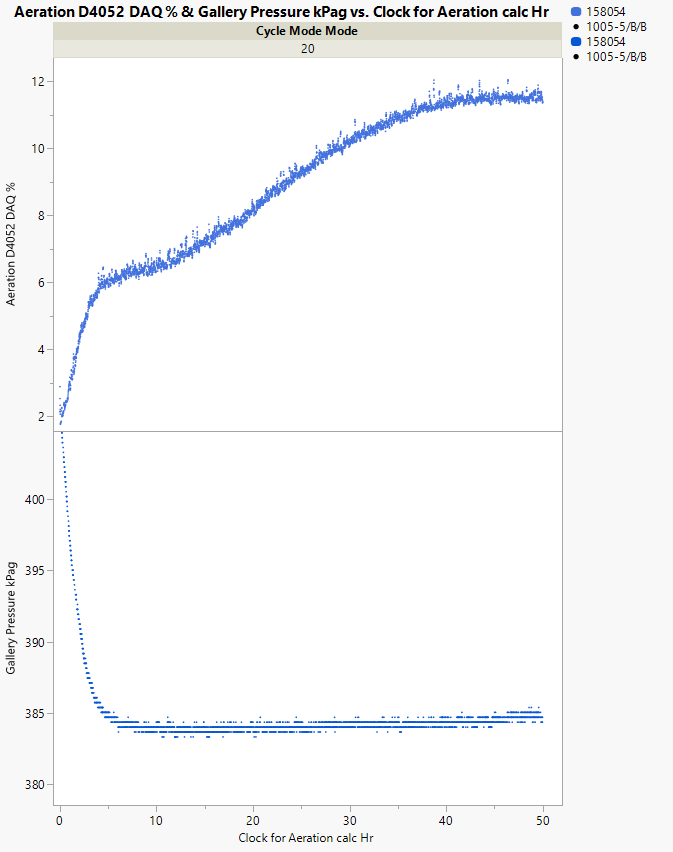 Aeration D4052 DAQ % & Gallery Pressure kPag vs. Clock for Aeration calc Hr
Cycle Mode Mode
20
158054
1005-5/B/B
158054
1005-5/B/B
Aeration D4052 DAQ %
12
10
8
6
4
2
Gallery Pressure kPag
400
395
390
385
380
0
10
20
30
40
50
Clock for Aeration calc Hr